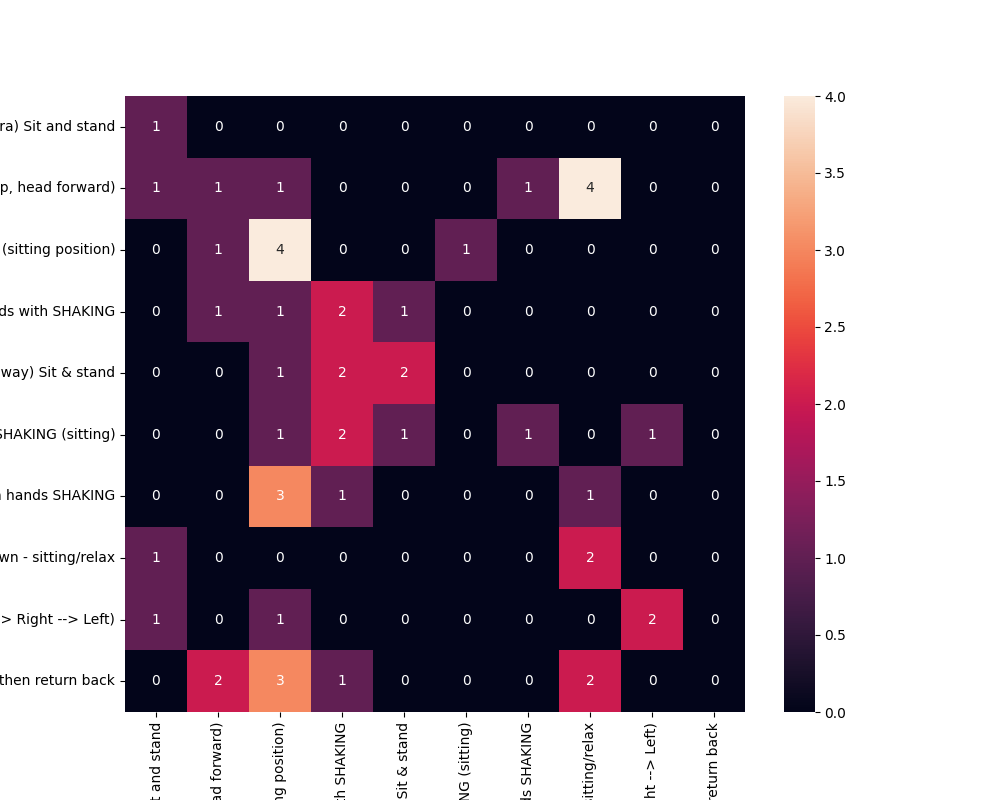 ra) Sit and stand 1 0 0 0 0 0 0 0 0 0
p, head forward) 1 1 1 0 0 0 1 4 0 0
(sitting position) 0 1 4 0 0 1 0 0 0 0
ds with SHAKING 0 1 1 2 1 0 0 0 0 0
way) Sit & stand 0 0 1 2 2 0 0 0 0 0
SHAKING (sitting) 0 0 1 2 1 0 1 0 1 0
hands SHAKING 0 0 3 1 0 0 0 1 0 0
wn - sitting/relax 1 0 0 0 0 0 0 2 0 0
> Right --> Left) 1 0 1 0 0 0 0 0 2 0
then return back 0 2 3 1 0 0 0 2 0 0
t and stand
ad forward)
ng position)
th SHAKING
Sit & stand
NG (sitting)
ds SHAKING
sitting/relax
ht --> Left)
return back
4.0
3.5
3.0
2.5
2.0
1.5
1.0
0.5
0.0